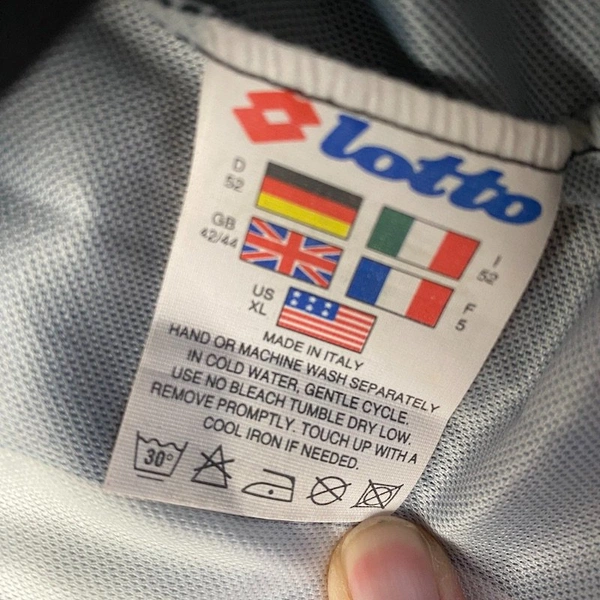 lotto
D
52
I
52
GB
42/44
F
5
US
XL
MADE IN ITALY
HAND OR MACHINE WASH SEPARATELY
IN COLD WATER, GENTLE CYCLE.
USE NO BLEACH TUMBLE DRY LOW.
REMOVE PROMPTLY. TOUCH UP WITH A
COOL IRON IF NEEDED.
30°